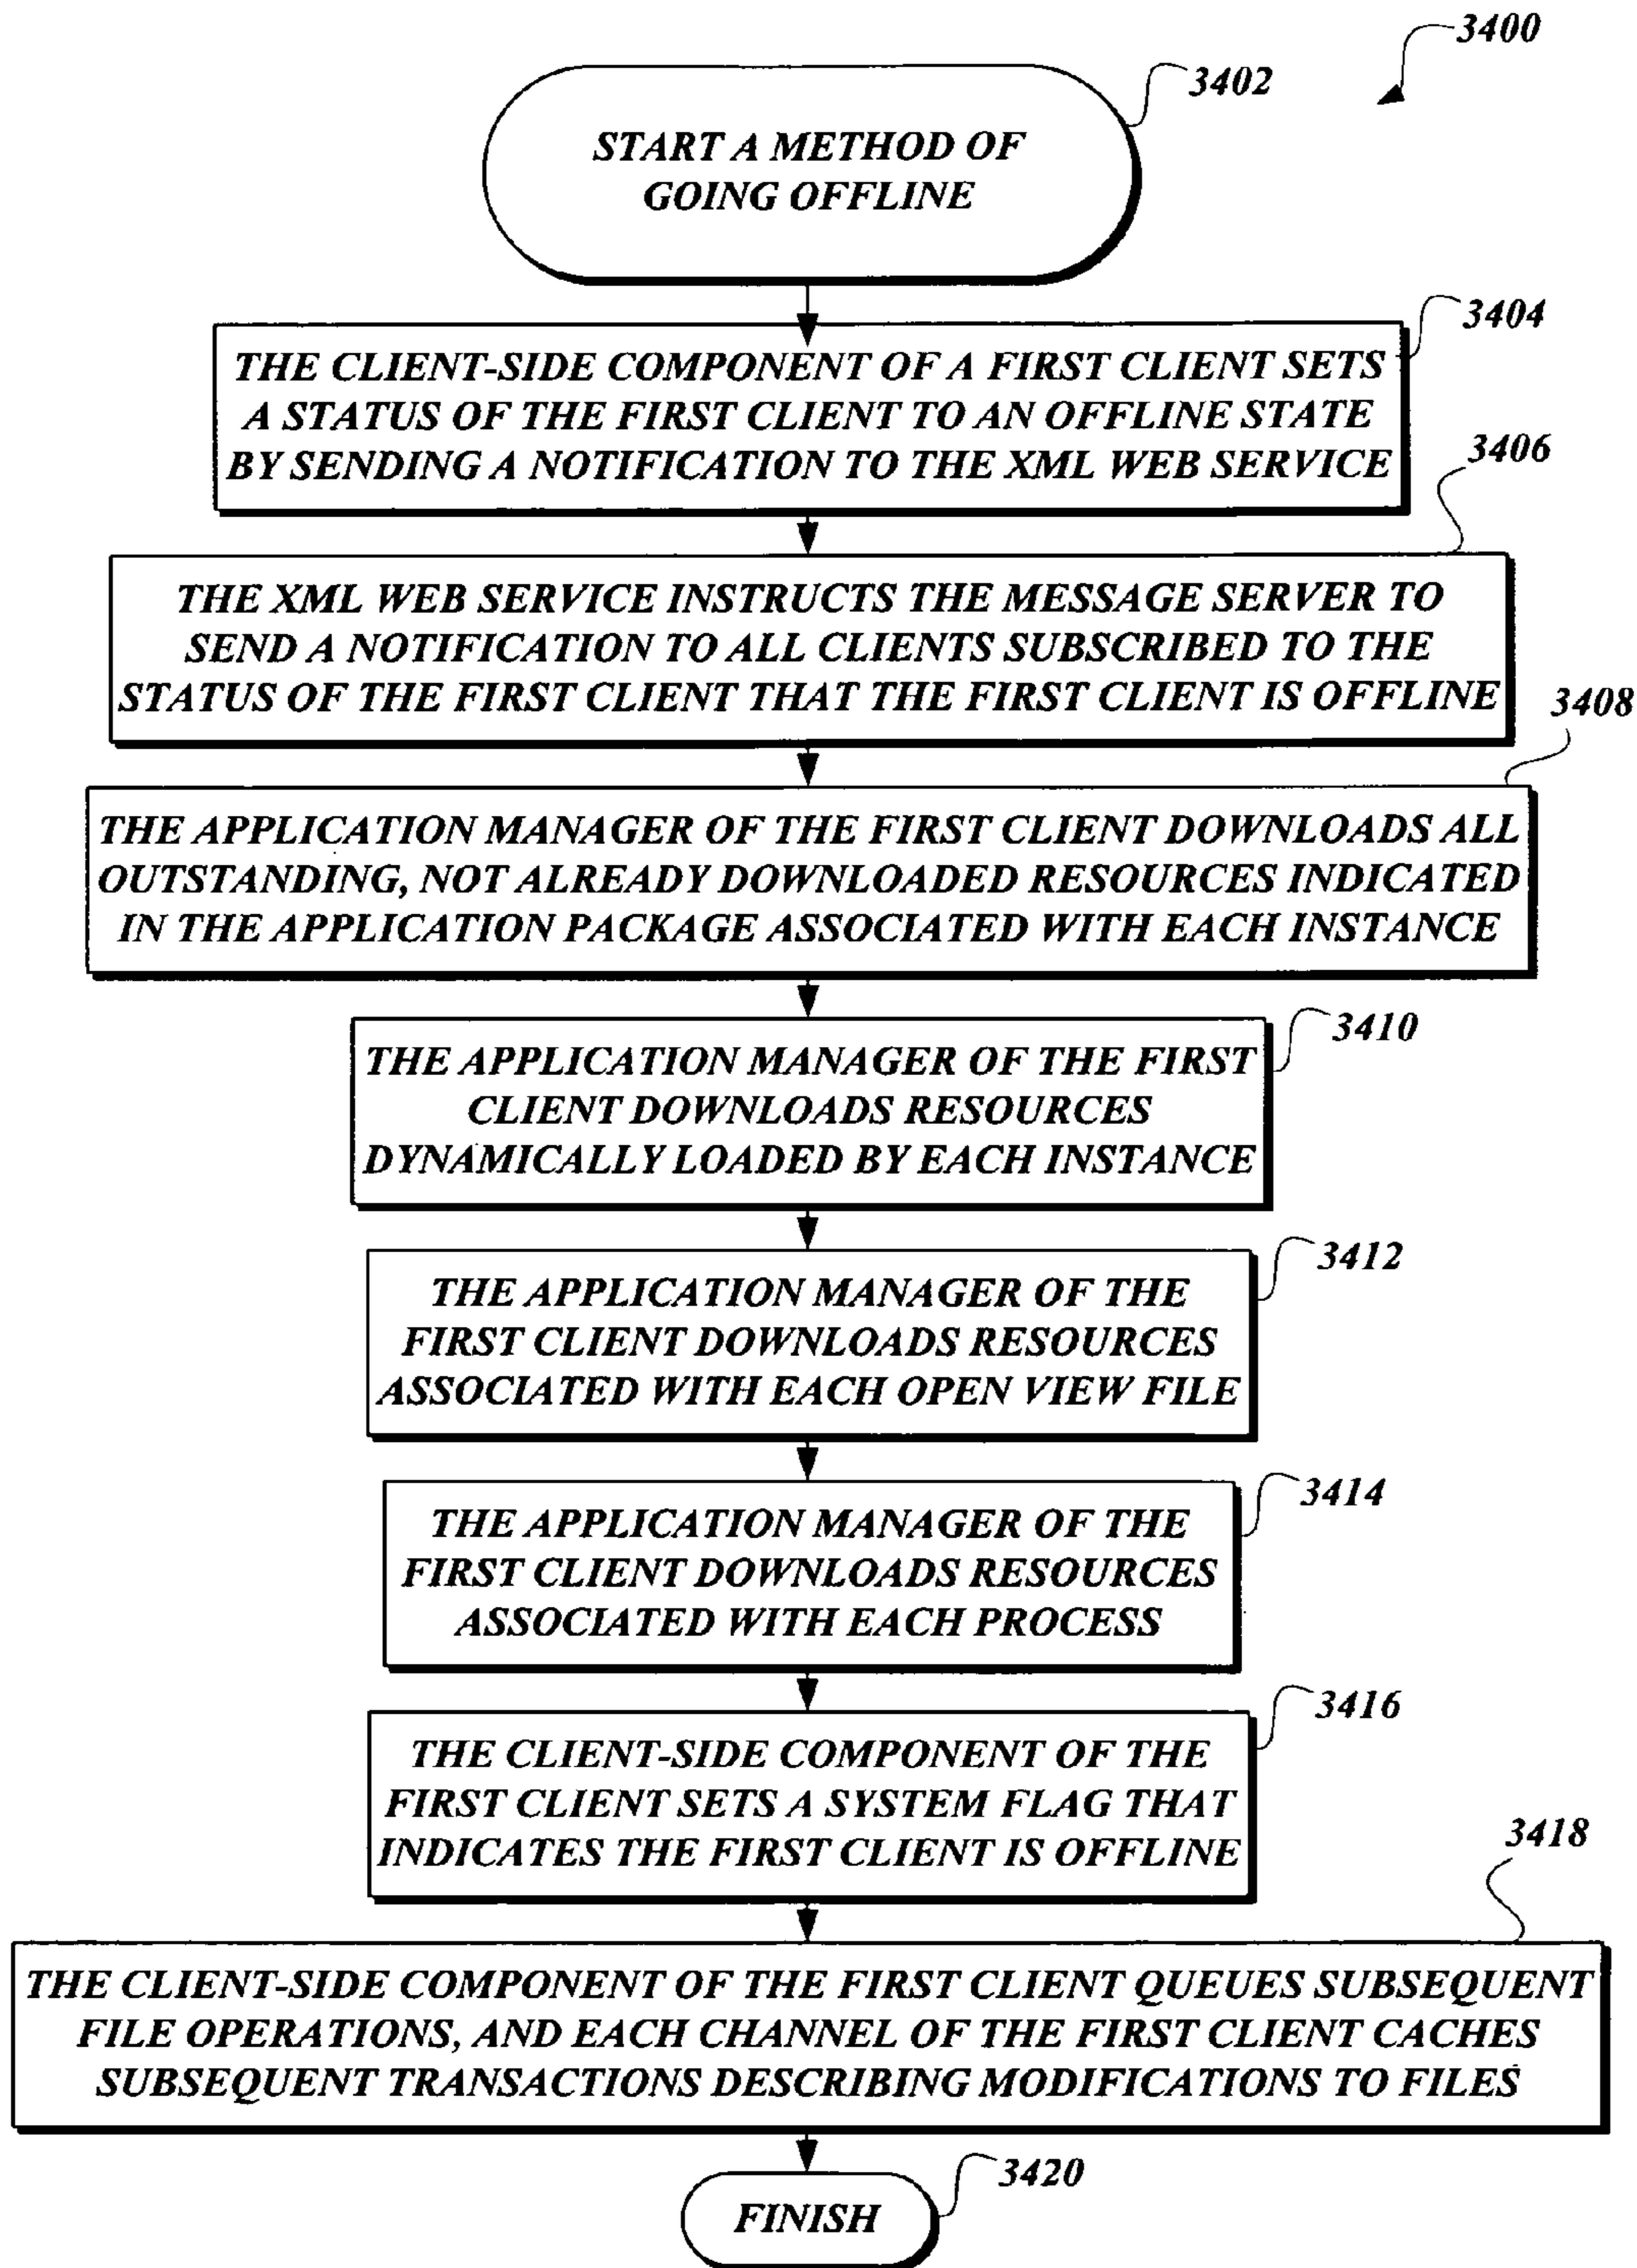 3400
3402
START A METHOD OF
GOING OFFLINE
3404
THE CLIENT-SIDE COMPONENT OF A FIRST CLIENT SETS
A STATUS OF THE FIRST CLIENT TO AN OFFLINE STATE
BY SENDING A NOTIFICATION TO THE XML WEB SERVICE
3406
THE XML WEB SERVICE INSTRUCTS THE MESSAGE SERVER TO
SEND A NOTIFICATION TO ALL CLIENTS SUBSCRIBED TO THE
STATUS OF THE FIRST CLIENT THAT THE FIRST CLIENT IS OFFLINE
3408
THE APPLICATION MANAGER OF THE FIRST CLIENT DOWNLOADS ALL
OUTSTANDING, NOT ALREADY DOWNLOADED RESOURCES INDICATED
IN THE APPLICATION PACKAGE ASSOCIATED WITH EACH INSTANCE
3410
THE APPLICATION MANAGER OF THE FIRST
CLIENT DOWNLOADS RESOURCES
DYNAMICALLY LOADED BY EACH INSTANCE
3412
THE APPLICATION MANAGER OF THE
FIRST CLIENT DOWNLOADS RESOURCES
ASSOCIATED WITH EACH OPEN VIEW FILE
3414
THE APPLICATION MANAGER OF THE
FIRST CLIENT DOWNLOADS RESOURCES
ASSOCIATED WITH EACH PROCESS
3416
THE CLIENT-SIDE COMPONENT OF THE
FIRST CLIENT SETS A SYSTEM FLAG THAT
INDICATES THE FIRST CLIENT IS OFFLINE
3418
THE CLIENT-SIDE COMPONENT OF THE FIRST CLIENT QUEUES SUBSEQUENT
FILE OPERATIONS, AND EACH CHANNEL OF THE FIRST CLIENT CACHES
SUBSEQUENT TRANSACTIONS DESCRIBING MODIFICATIONS TO FILES
3420
FINISH